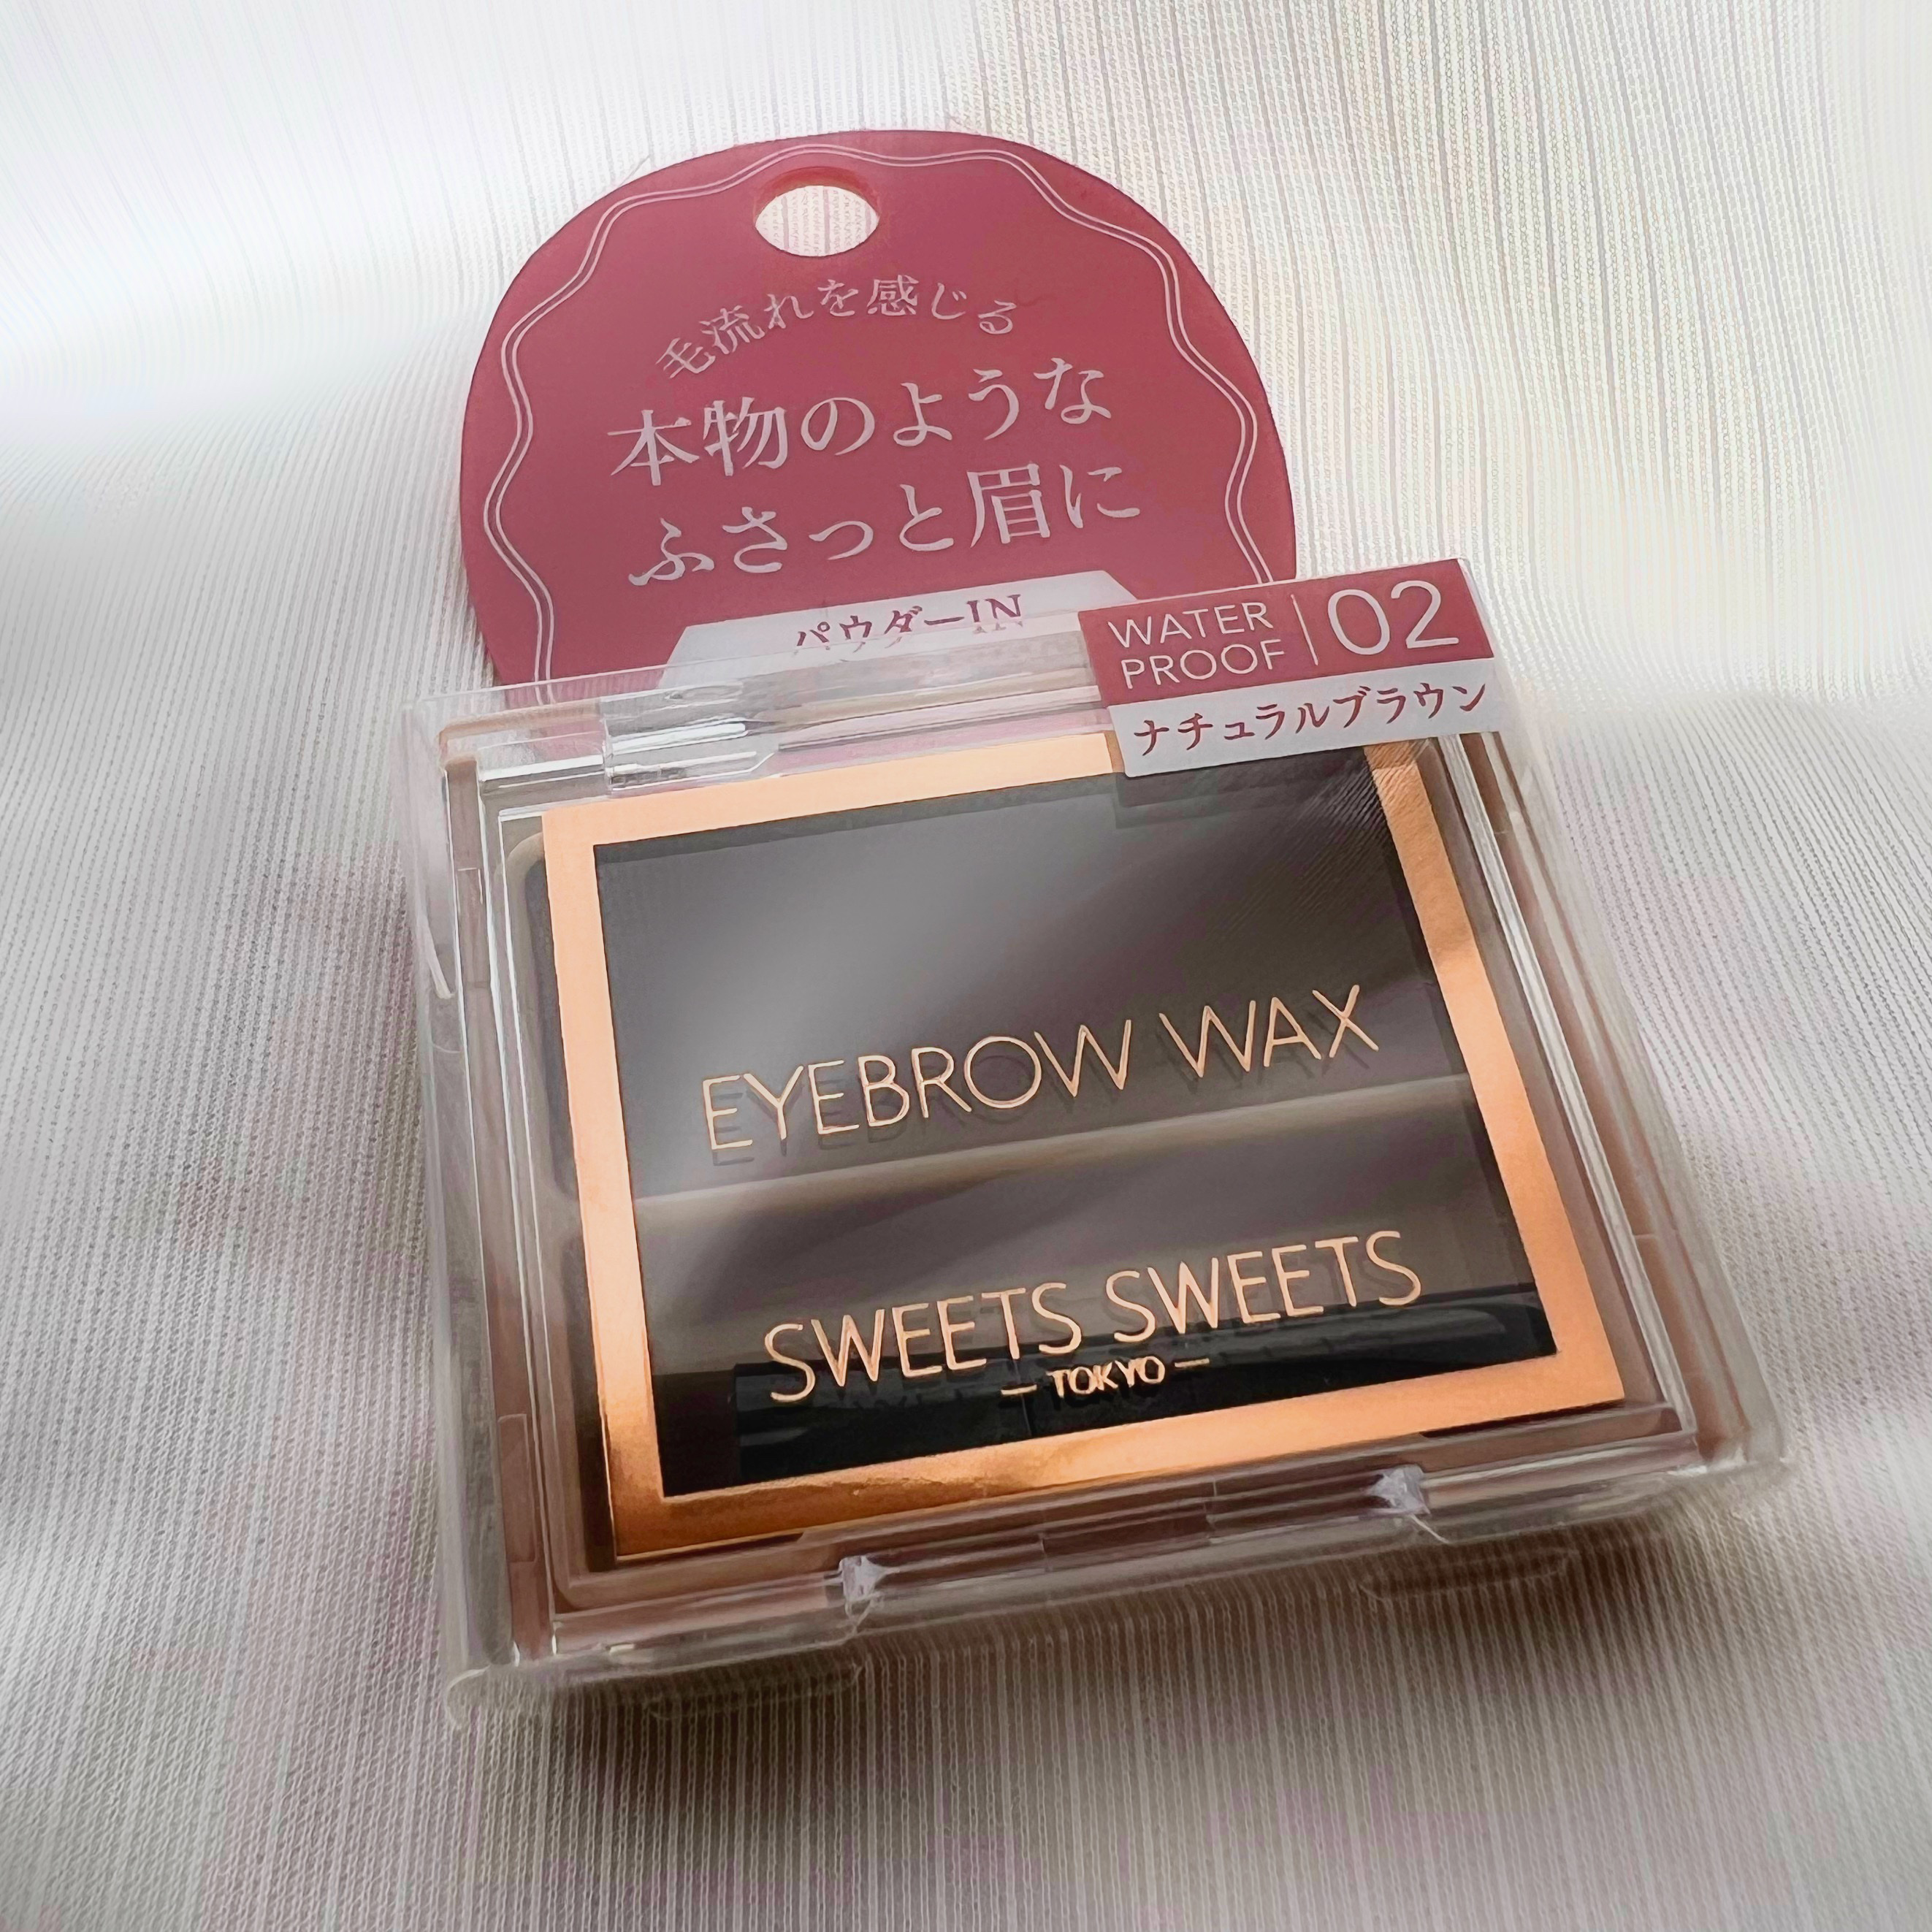 毛流れを感じる
本物のような
ふさっと眉に
パウダーIN
WATER
PROOF
02
ナチュラルブラウン
EYEBROW WAX
SWEETS SWEETS
— TOKYO —